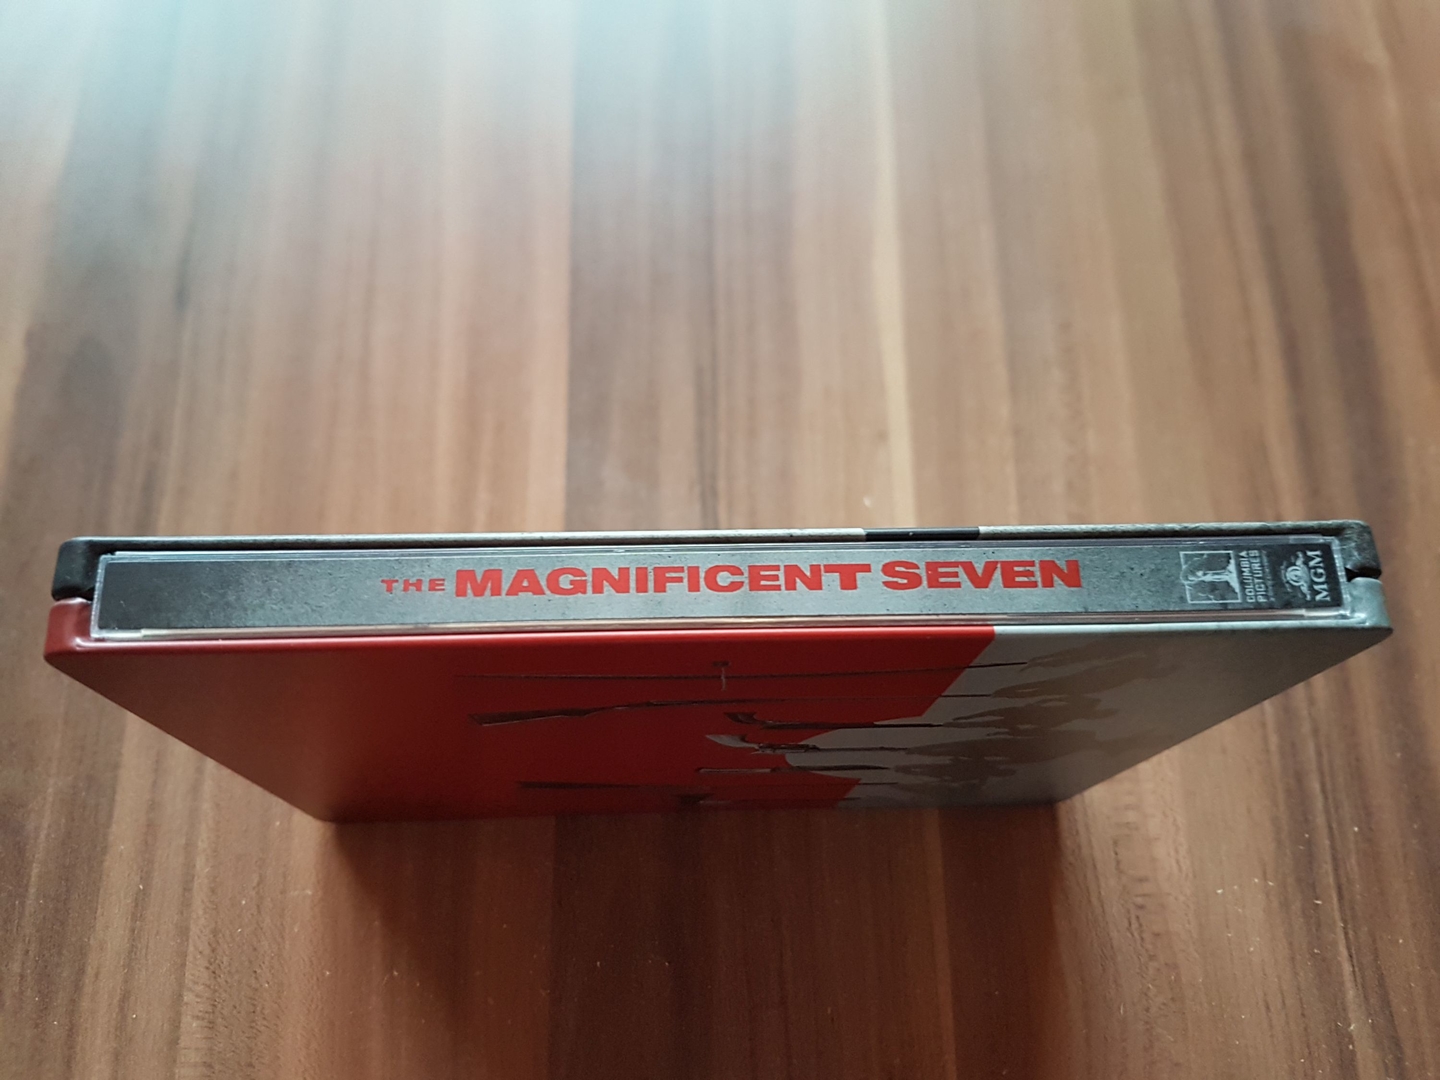 THE MAGNIFICENT SEVEN
COLUMBIA
PICTURES
MGM